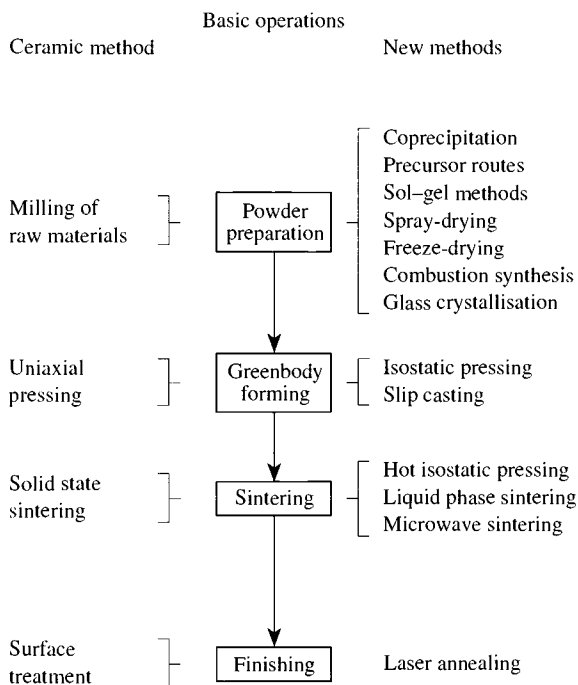 Basic operations
Ceramic method
New methods
Milling of
raw materials
Powder
preparation
Coprecipitation
Precursor routes
Sol–gel methods
Spray-drying
Freeze-drying
Combustion synthesis
Glass crystallisation
Uniaxial
pressing
Greenbody
forming
Isostatic pressing
Slip casting
Solid state
sintering
Sintering
Hot isostatic pressing
Liquid phase sintering
Microwave sintering
Surface
treatment
Finishing
Laser annealing